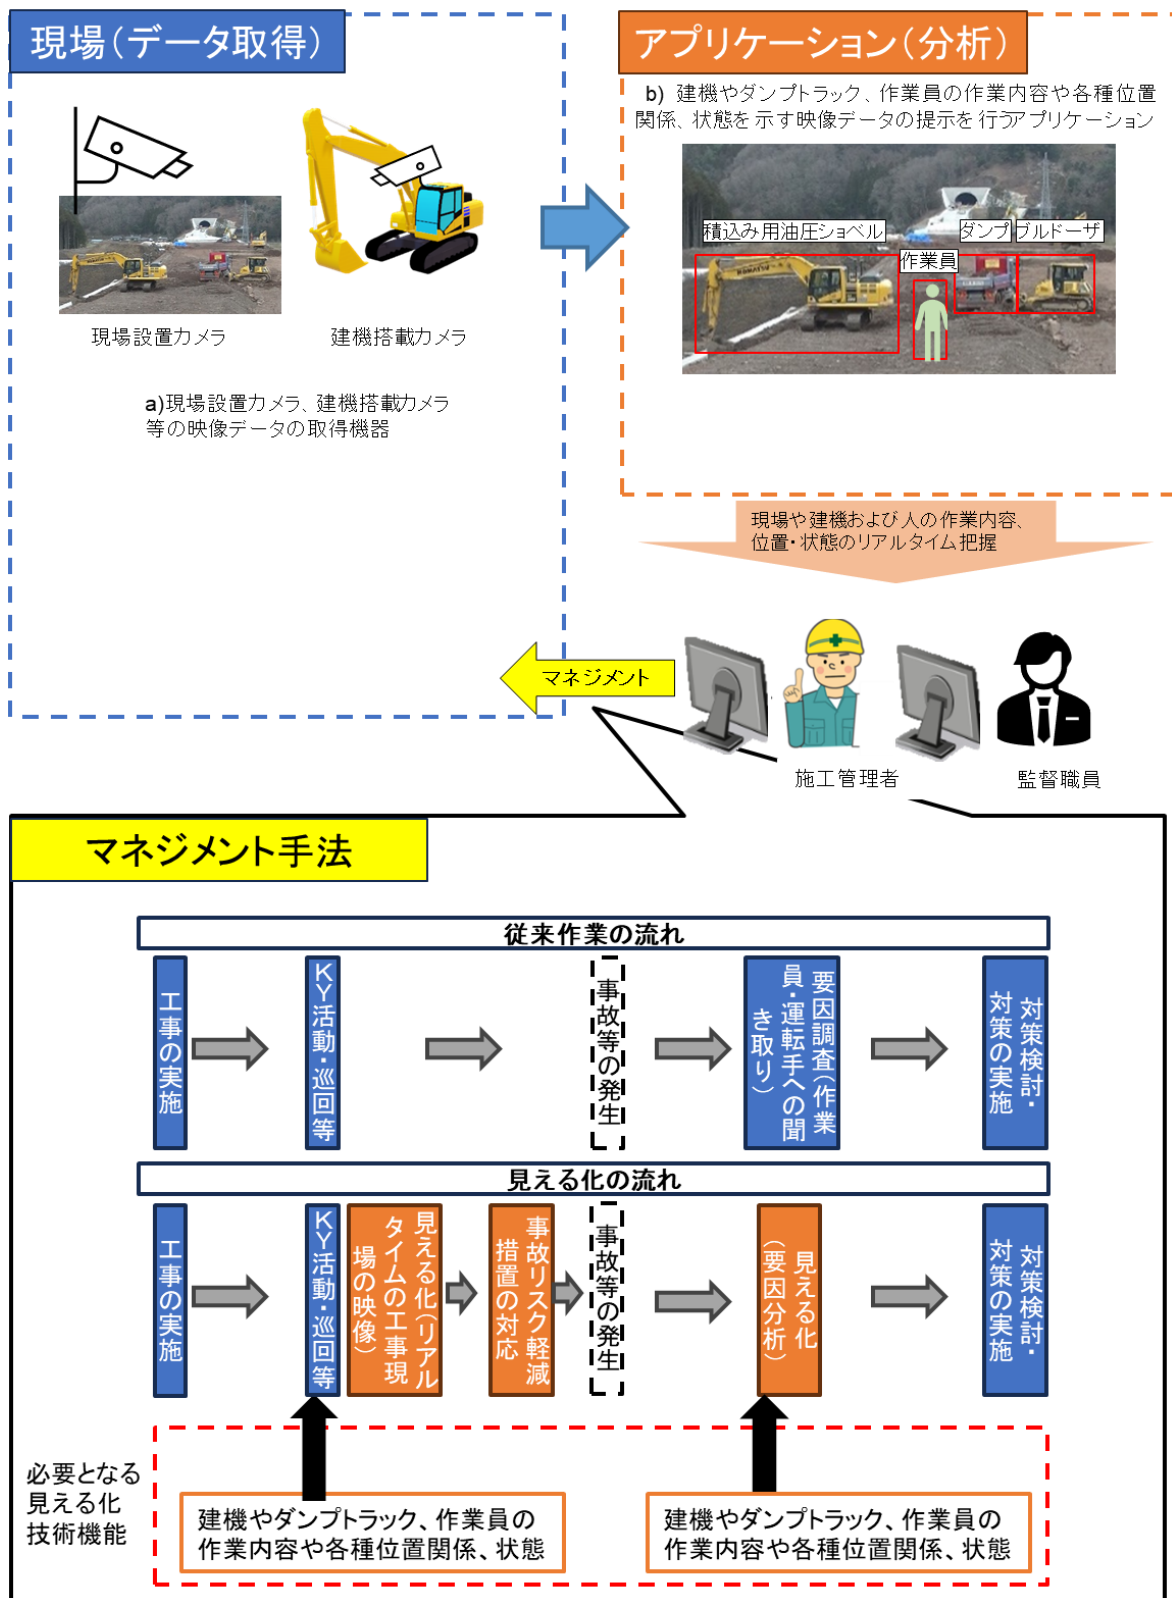 現場（データ取得）
アプリケーション（分析）
b) 建機やダンプトラック、作業員の作業内容や各種位置
関係、状態を示す映像データの提示を行うアプリケーション
積込み用油圧ショベル
ダンプ
ブルドーザ
作業員
現場設置カメラ
建機搭載カメラ
a)現場設置カメラ、建機搭載カメラ
等の映像データの取得機器
現場や建機および人の作業内容、
位置・状態のリアルタイム把握
マネジメント
施工管理者
監督職員
マネジメント手法
従来作業の流れ
工事の実施
KY活動・巡回等
事故等の発生
要因調査（作業
員・運転手への聞
き取り）
対策検討・
対策の実施
見える化の流れ
工事の実施
KY活動・巡回等
見える化（リアル
タイムの工事現
場の映像）
事故リスク軽減
措置の対応
事故等の発生
見える化
（要因分析）
対策検討・
対策の実施
必要となる
見える化
技術機能
建機やダンプトラック、作業員の
作業内容や各種位置関係、状態
建機やダンプトラック、作業員の
作業内容や各種位置関係、状態